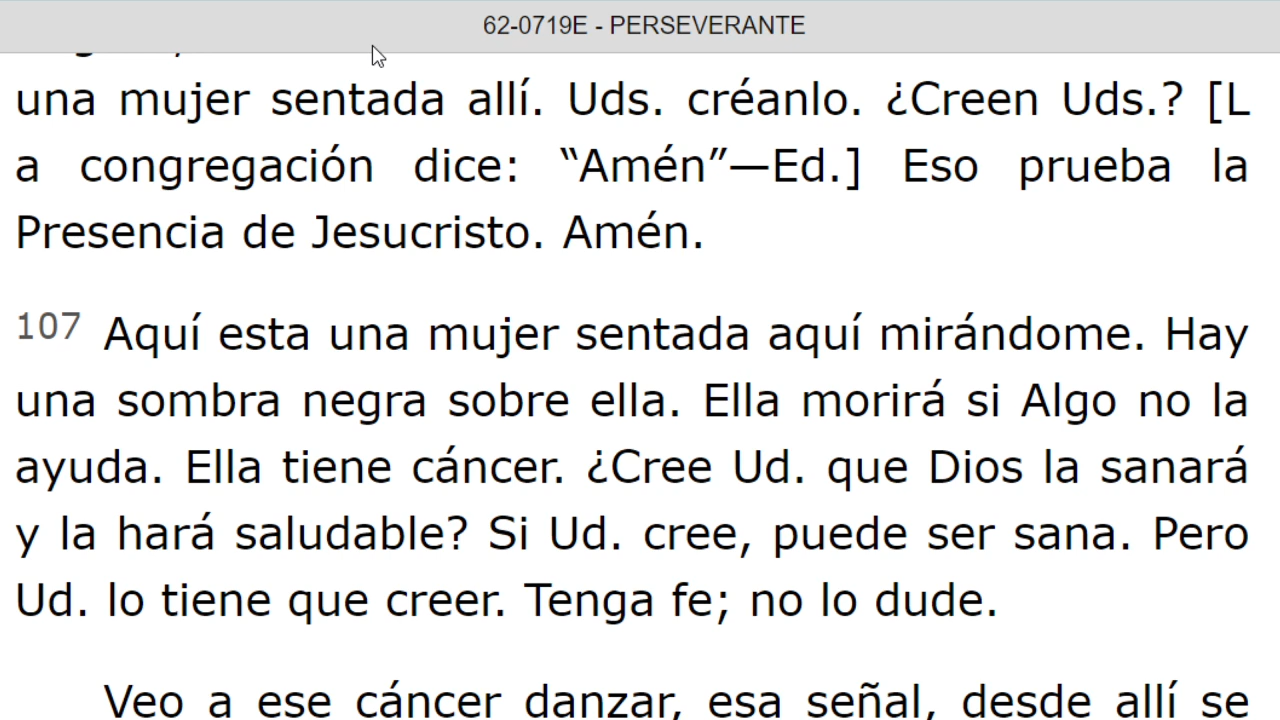 62-0719E - PERSEVERANTE
una mujer sentada allí. Uds. créanlo. ¿Creen Uds.? [L
a congregación dice: “Amén”—Ed.] Eso prueba la
Presencia de Jesucristo. Amén.
107 Aquí esta una mujer sentada aquí mirándome. Hay
una sombra negra sobre ella. Ella morirá si Algo no la
ayuda. Ella tiene cáncer. ¿Cree Ud. que Dios la sanará
y la hará saludable? Si Ud. cree, puede ser sana. Pero
Ud. lo tiene que creer. Tenga fe; no lo dude.
Veo a ese cáncer danzar, esa señal, desde allí se